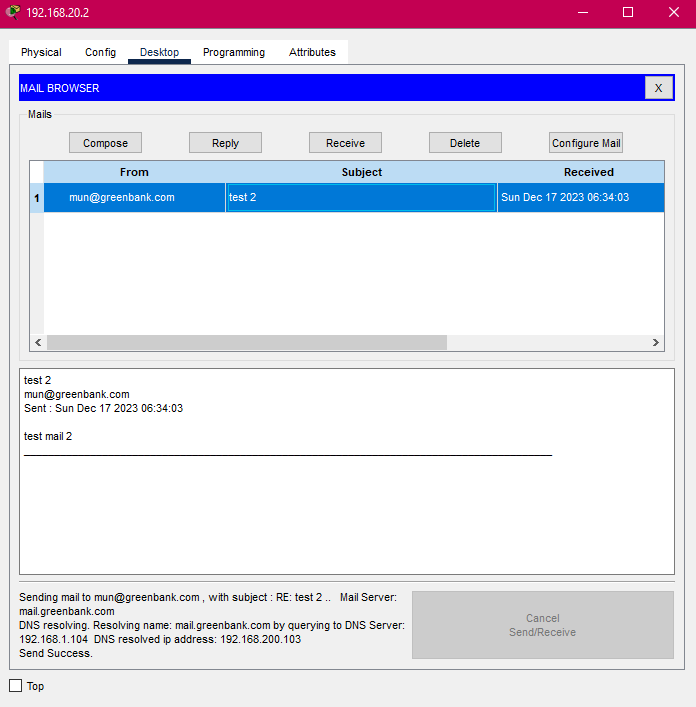 192.168.20.2
Physical Config Desktop Programming Attributes
MAIL BROWSER X
Mails
Compose Reply Receive Delete Configure Mail
From Subject Received
1 mun@greenbank.com test 2 Sun Dec 17 2023 06:34:03
test 2
mun@greenbank.com
Sent : Sun Dec 17 2023 06:34:03
test mail 2
Sending mail to mun@greenbank.com , with subject : RE: test 2 .. Mail Server:
mail.greenbank.com
DNS resolving. Resolving name: mail.greenbank.com by querying to DNS Server:
192.168.1.104 DNS resolved ip address: 192.168.200.103
Send Success.
Cancel
Send/Receive
Top